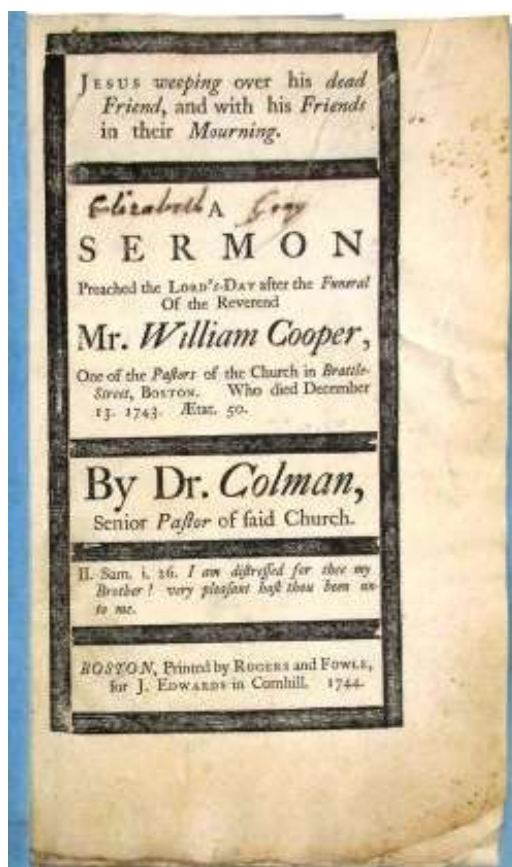 JESUS weeping over his dead
Friend, and with his Friends
in their Mourning.
Elizabeth Gray
A
SERMON
Preached the LORD's-DAY after the Funeral
Of the Reverend
Mr. William Cooper,
One of the Paſtors of the Church in Brattle-
Street, BOSTON. Who died December
13. 1743. Ætat. 50.
By Dr. Colman,
Senior Paſtor of ſaid Church.
II. Sam. i. 26. I am diſtreſſed for thee my
Brother! very pleaſant haſt thou been un-
to me.
BOSTON, Printed by ROGERS and FOWLE,
for J. EDWARDS in Cornhill. 1744.